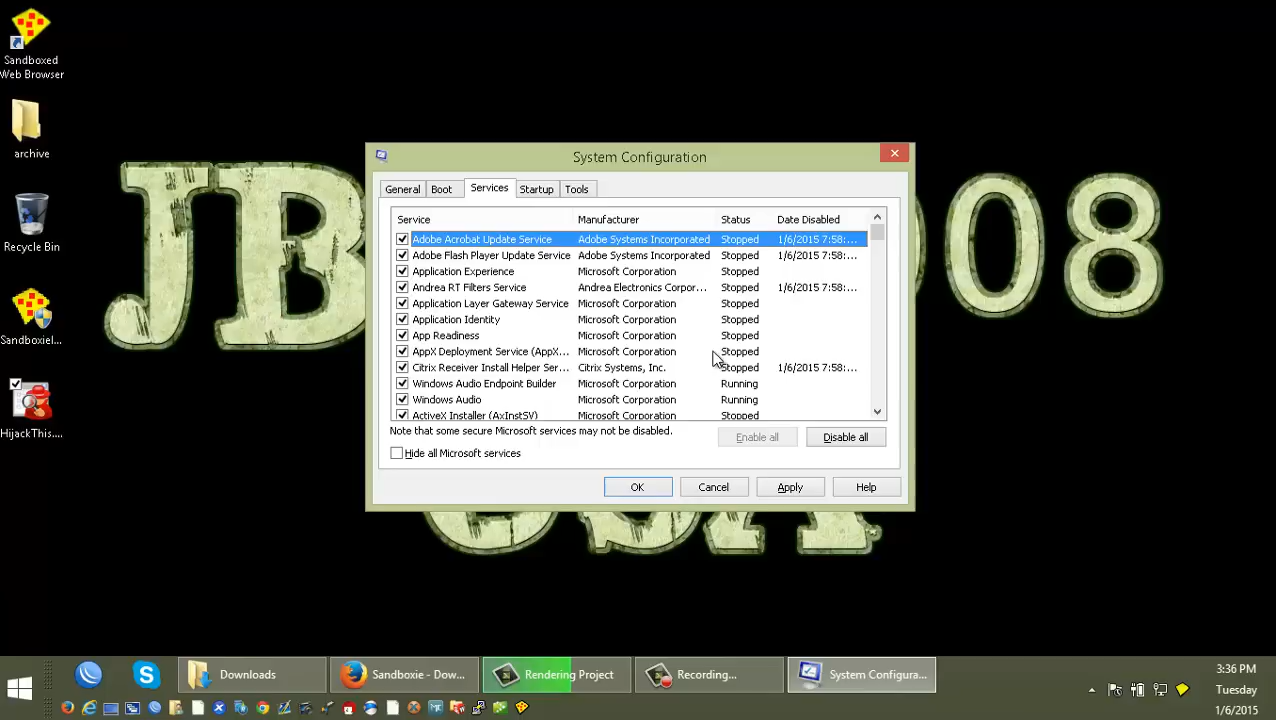 Sandboxed
Web Browser
archive
Recycle Bin
Sandboxiel...
HijackThis....
JB
008
USA.
System Configuration
General Boot Services Startup Tools
Service Manufacturer Status Date Disabled
Adobe Acrobat Update Service Adobe Systems Incorporated Stopped 1/6/2015 7:58:...
Adobe Flash Player Update Service Adobe Systems Incorporated Stopped 1/6/2015 7:58:...
Application Experience Microsoft Corporation Stopped
Andrea RT Filters Service Andrea Electronics Corpor... Stopped 1/6/2015 7:58:...
Application Layer Gateway Service Microsoft Corporation Stopped
Application Identity Microsoft Corporation Stopped
App Readiness Microsoft Corporation Stopped
AppX Deployment Service (AppX... Microsoft Corporation Stopped
Citrix Receiver Install Helper Ser... Citrix Systems, Inc. Stopped 1/6/2015 7:58:...
Windows Audio Endpoint Builder Microsoft Corporation Running
Windows Audio Microsoft Corporation Running
ActiveX Installer (AxInstSV) Microsoft Corporation Stopped
Note that some secure Microsoft services may not be disabled.
Enable all Disable all
Hide all Microsoft services
OK Cancel Apply Help
Downloads Sandboxie - Dow... Rendering Project Recording... System Configura...
3:36 PM
Tuesday
1/6/2015